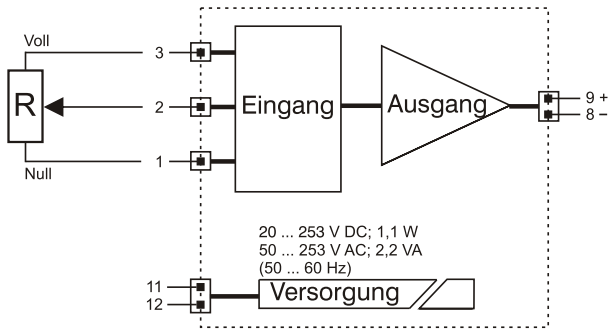 Voll
3
R
2
Eingang
Ausgang
9 +
8 –
1
Null
20 ... 253 V DC; 1,1 W
50 ... 253 V AC; 2,2 VA
(50 ... 60 Hz)
11
12
Versorgung